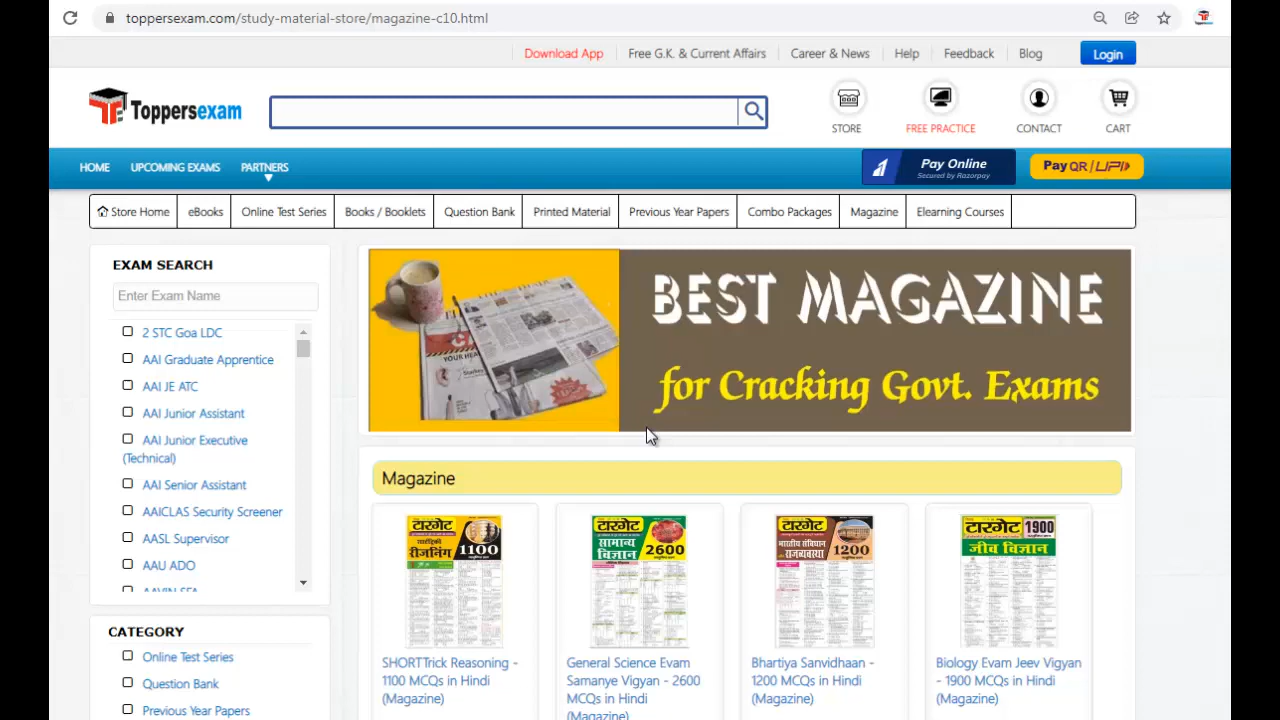 toppersexam.com/study-material-store/magazine-c10.html
Download App
Free G.K. & Current Affairs
Career & News
Help
Feedback
Blog
Login
Toppersexam
STORE
FREE PRACTICE
CONTACT
CART
HOME
UPCOMING EXAMS
PARTNERS
Pay Online
Secured by Razorpay
Pay QR / UPI
Store Home
eBooks
Online Test Series
Books / Booklets
Question Bank
Printed Material
Previous Year Papers
Combo Packages
Magazine
Elearning Courses
EXAM SEARCH
Enter Exam Name
2 STC Goa LDC
AAI Graduate Apprentice
AAI JE ATC
AAI Junior Assistant
AAI Junior Executive
(Technical)
AAI Senior Assistant
AAICLAS Security Screener
AASL Supervisor
AAU ADO
AAVIN SFA
CATEGORY
Online Test Series
Question Bank
Previous Year Papers
BEST MAGAZINE
for Cracking Govt. Exams
Magazine
टारगेट
रीजनिंग
1100
SHORTTrick Reasoning -
1100 MCQs in Hindi
(Magazine)
टारगेट
सामान्य
विज्ञान
2600
General Science Evam
Samanye Vigyan - 2600
MCQs in Hindi
(Magazine)
टारगेट
भारतीय संविधान
राजव्यवस्था
1200
Bhartiya Sanvidhaan -
1200 MCQs in Hindi
(Magazine)
टारगेट
1900
जीव विज्ञान
Biology Evam Jeev Vigyan
- 1900 MCQs in Hindi
(Magazine)